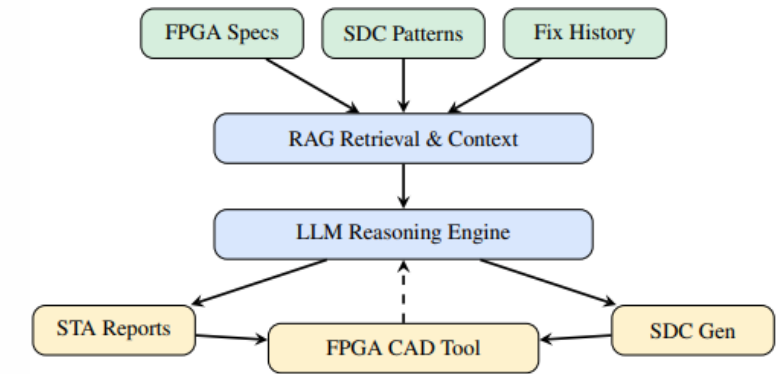 FPGA Specs
SDC Patterns
Fix History
RAG Retrieval & Context
LLM Reasoning Engine
STA Reports
FPGA CAD Tool
SDC Gen